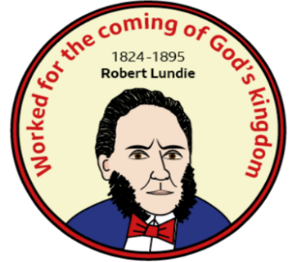 Worked for the coming of God's kingdom
1824-1895
Robert Lundie